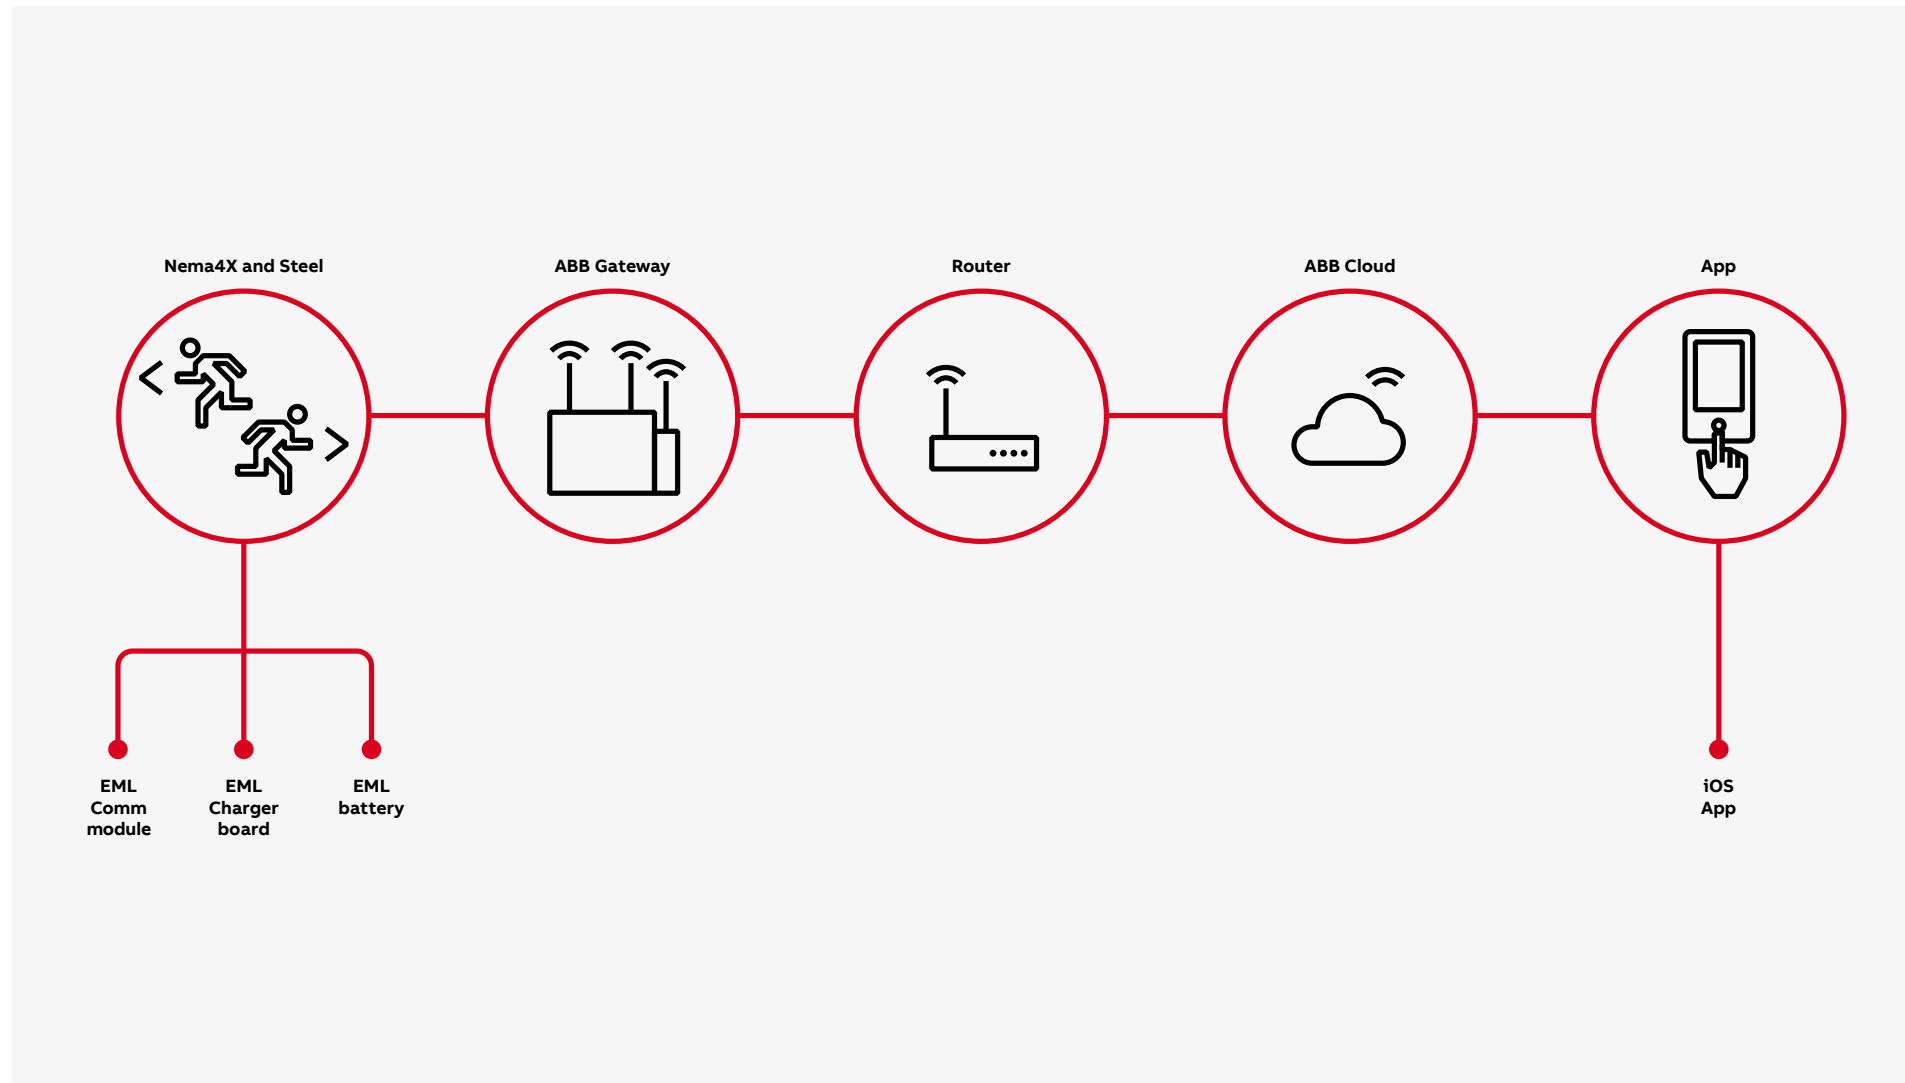 Nema4X and Steel
ABB Gateway
Router
ABB Cloud
App
EML
Comm
module
EML
Charger
board
EML
battery
iOS
App